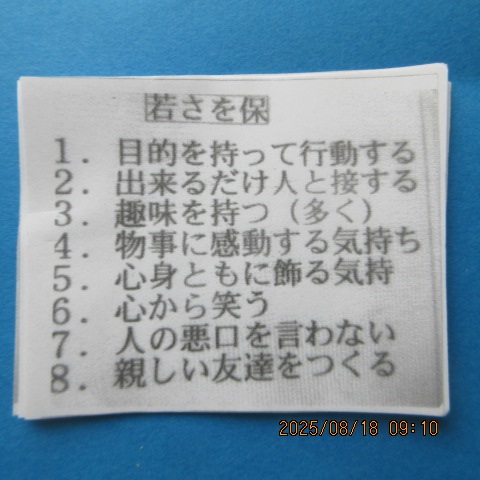 若さを保
1. 目的を持って行動する
2. 出来るだけ人と接する
3. 趣味を持つ（多く）
4. 物事に感動する気持ち
5. 心身ともに飾る気持
6. 心から笑う
7. 人の悪口を言わない
8. 親しい友達をつくる
2025/08/18 09:10